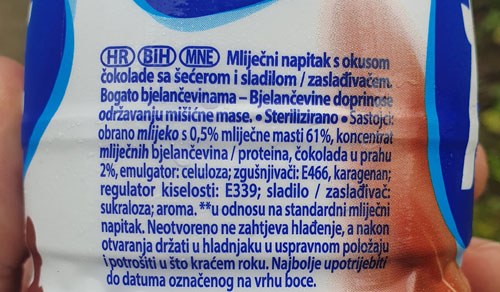 HR BIH MNE Mliječni napitak s okusom
čokolade sa šećerom i sladilom / zaslađivačem.
Bogato bjelančevinama – Bjelančevine doprinose
održavanju mišićne mase. • Sterilizirano • Sastojci:
obrano mlijeko s 0,5% mliječne masti 61%, koncentrat
mliječnih bjelančevina / proteina, čokolada u prahu
2%, emulgator: celuloza; zgušnjivači: E466, karagenan;
regulator kiselosti: E339; sladilo / zaslađivač:
sukraloza; aroma. **u odnosu na standardni mliječni
napitak. Neotvoreno ne zahtjeva hlađenje, a nakon
otvaranja držati u hladnjaku u uspravnom položaju
i potrošiti u što kraćem roku. Najbolje upotrijebiti
do datuma označenog na vrhu boce.